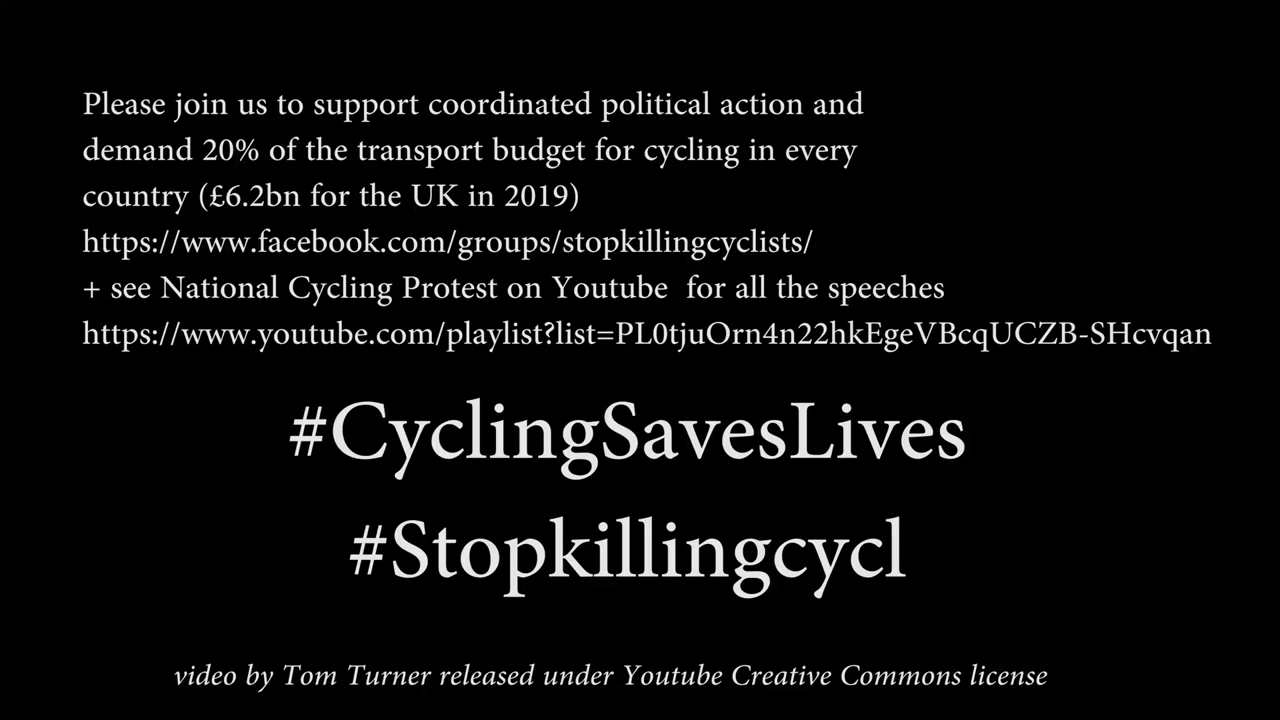 Please join us to support coordinated political action and
demand 20% of the transport budget for cycling in every
country (£6.2bn for the UK in 2019)
https://www.facebook.com/groups/stopkillingcyclists/
+ see National Cycling Protest on Youtube  for all the speeches
https://www.youtube.com/playlist?list=PL0tjuOrn4n22hkEgeVBcqUCZB-SHcvqan
#CyclingSavesLives
#Stopkillingcycl
video by Tom Turner released under Youtube Creative Commons license